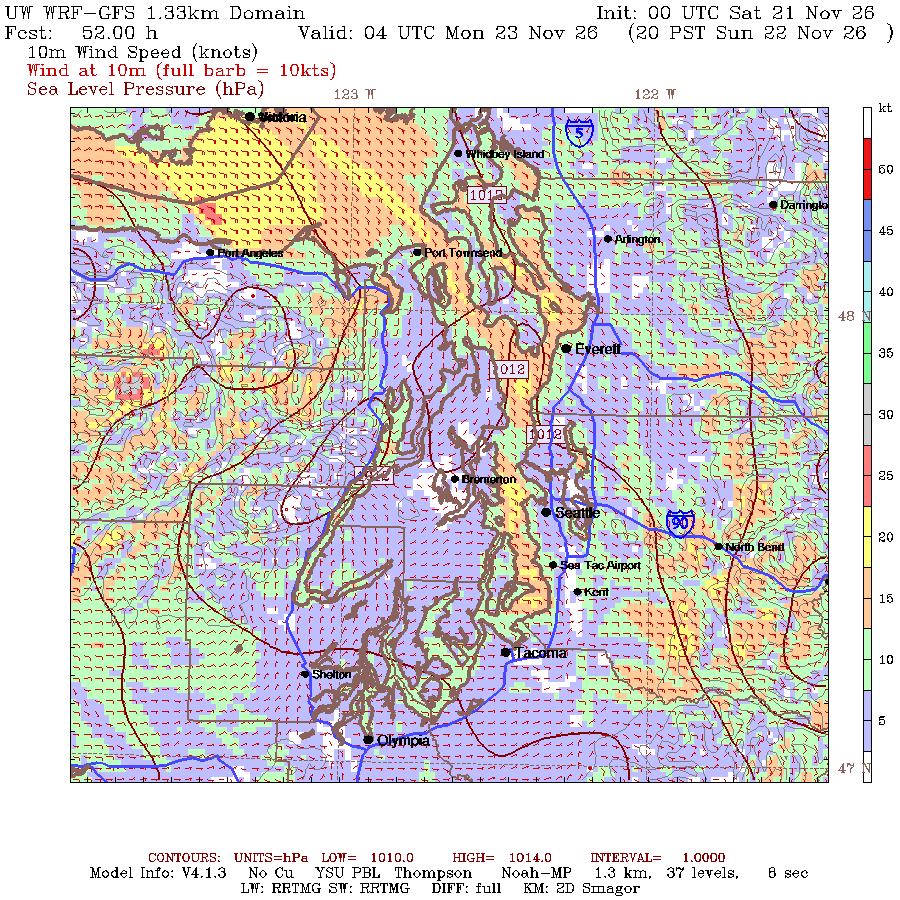 UW WRF-GFS 1.33km Domain Init: 00 UTC Sat 21 Nov 26
Fcst: 52.00 h Valid: 04 UTC Mon 23 Nov 26 (20 PST Sun 22 Nov 26 )
10m Wind Speed (knots)
Wind at 10m (full barb = 10kts)
Sea Level Pressure (hPa)
123 W 122 W
kt
Victoria
5
Whidbey Island
60
1012
Darringto
50
Arlington
45
Port Angeles
Port Townsend
40
48 N
Everett
35
1012
30
1012
25
Bremerton
Seattle
90
20
North Bend
Sea Tac Airport
Kent
15
Tacoma
10
Shelton
5
Olympia
47 N
CONTOURS: UNITS=hPa LOW= 1010.0 HIGH= 1014.0 INTERVAL= 1.0000
Model Info: V4.1.3 No Cu YSU PBL Thompson Noah-MP 1.3 km, 37 levels, 8 sec
LW: RRTMG SW: RRTMG DIFF: full KM: 2D Smagor